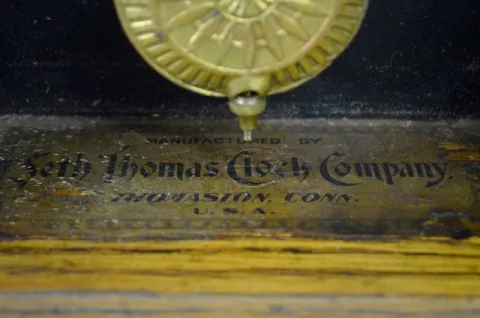 MANUFACTURED BY
Seth Thomas Clock Company.
THOMASTON, CONN.
U.S.A.